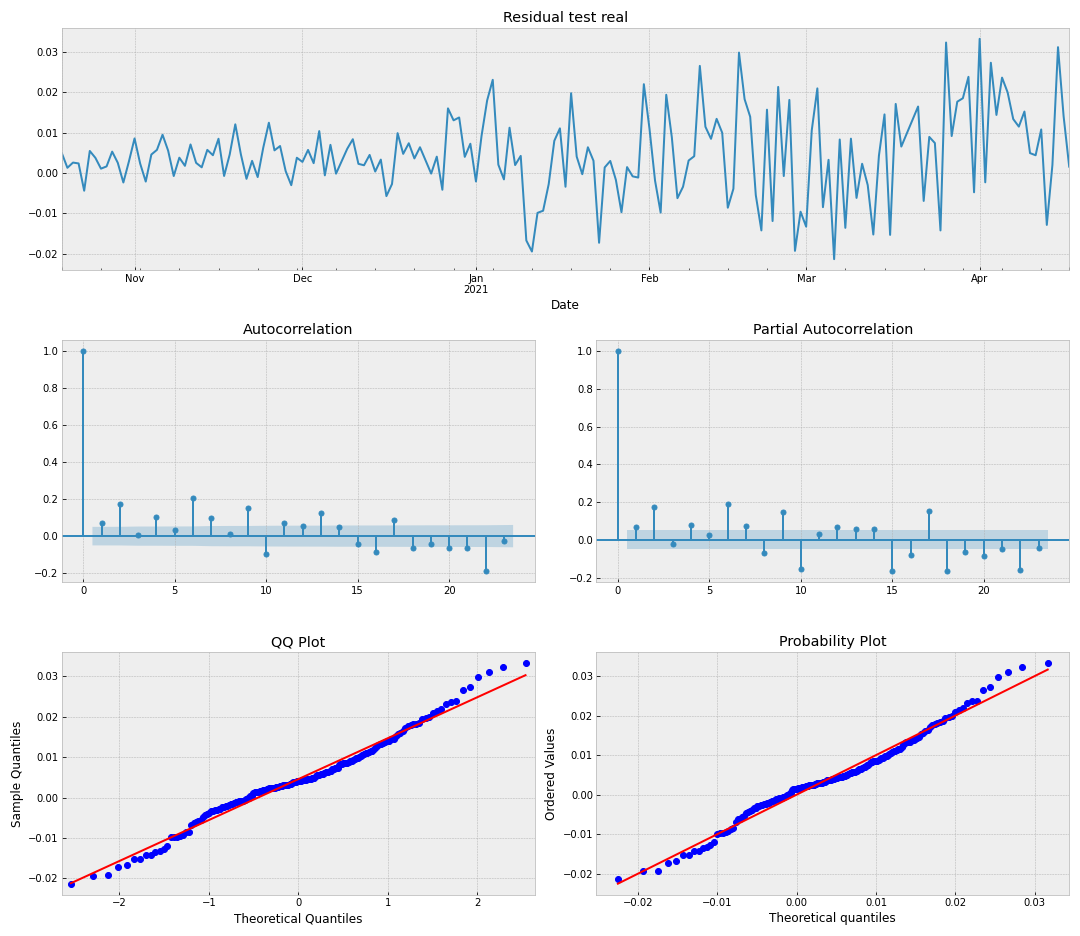 Residual test real
0.03
0.02
0.01
0.00
−0.01
−0.02
Nov Dec Jan Feb Mar Apr
2021
Date
Autocorrelation
1.0
0.8
0.6
0.4
0.2
0.0
−0.2
0 5 10 15 20
Partial Autocorrelation
1.0
0.8
0.6
0.4
0.2
0.0
−0.2
0 5 10 15 20
QQ Plot
Sample Quantiles
0.03
0.02
0.01
0.00
−0.01
−0.02
−2 −1 0 1 2
Theoretical Quantiles
Probability Plot
Ordered Values
0.03
0.02
0.01
0.00
−0.01
−0.02
−0.02 −0.01 0.00 0.01 0.02 0.03
Theoretical quantiles